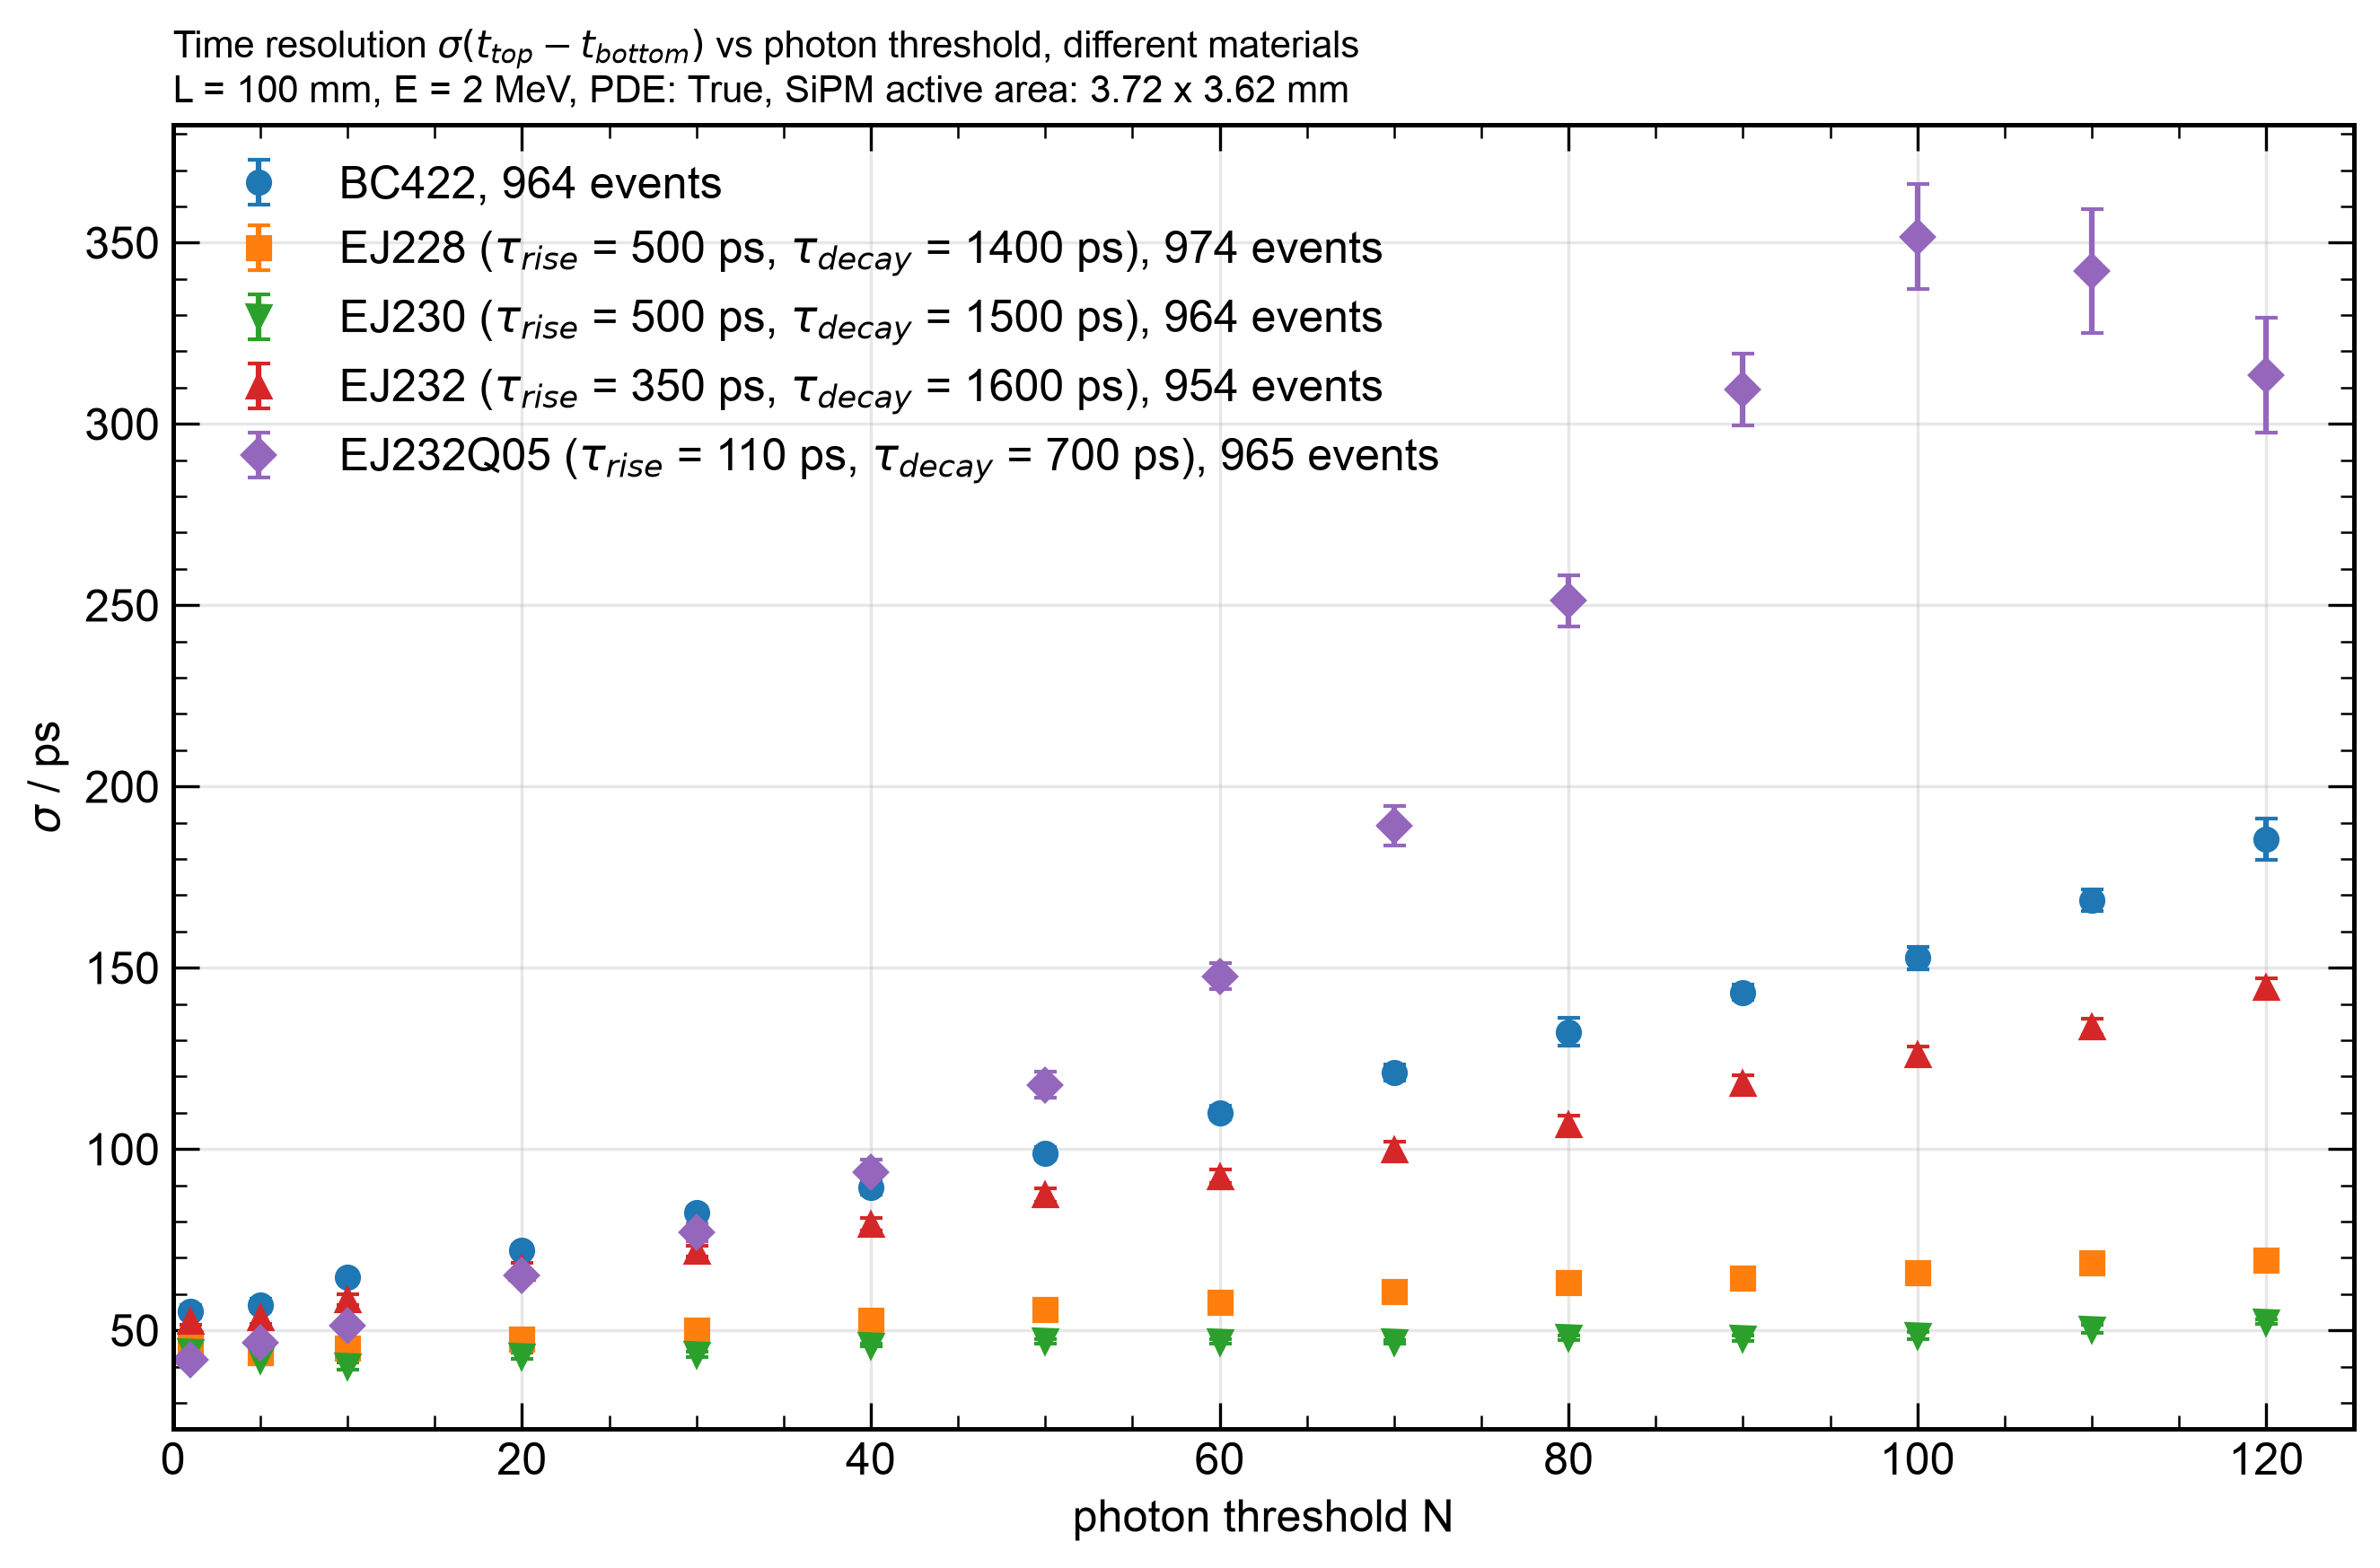 Time resolution σ(t_top − t_bottom) vs photon threshold, different materials
L = 100 mm, E = 2 MeV, PDE: True, SiPM active area: 3.72 x 3.62 mm
BC422, 964 events
EJ228 (τ_rise = 500 ps, τ_decay = 1400 ps), 974 events
EJ230 (τ_rise = 500 ps, τ_decay = 1500 ps), 964 events
EJ232 (τ_rise = 350 ps, τ_decay = 1600 ps), 954 events
EJ232Q05 (τ_rise = 110 ps, τ_decay = 700 ps), 965 events
350
300
250
200
150
100
50
σ / ps
0 20 40 60 80 100 120
photon threshold N